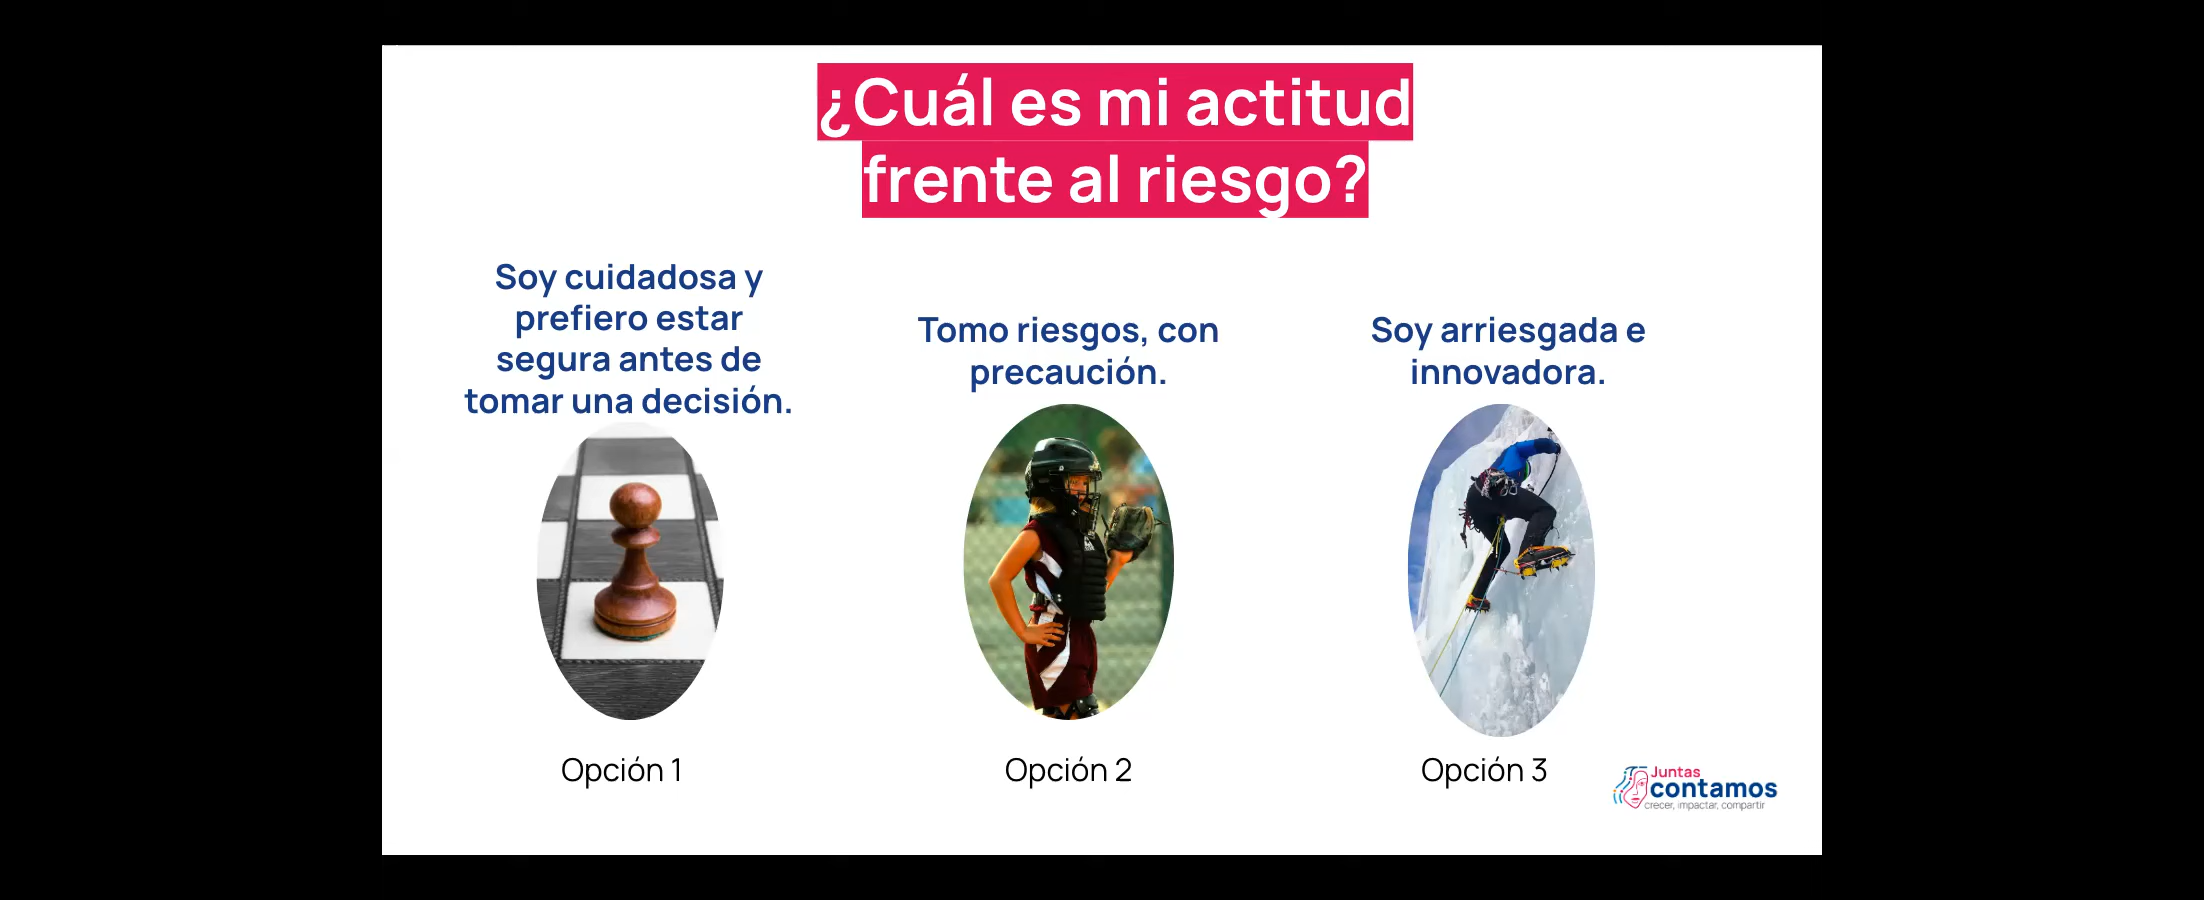 ¿Cuál es mi actitud
frente al riesgo?
Soy cuidadosa y
prefiero estar
segura antes de
tomar una decisión.
Tomo riesgos, con
precaución.
Soy arriesgada e
innovadora.
Opción 1
Opción 2
Opción 3
Juntas
contamos
crecer, impactar, compartir